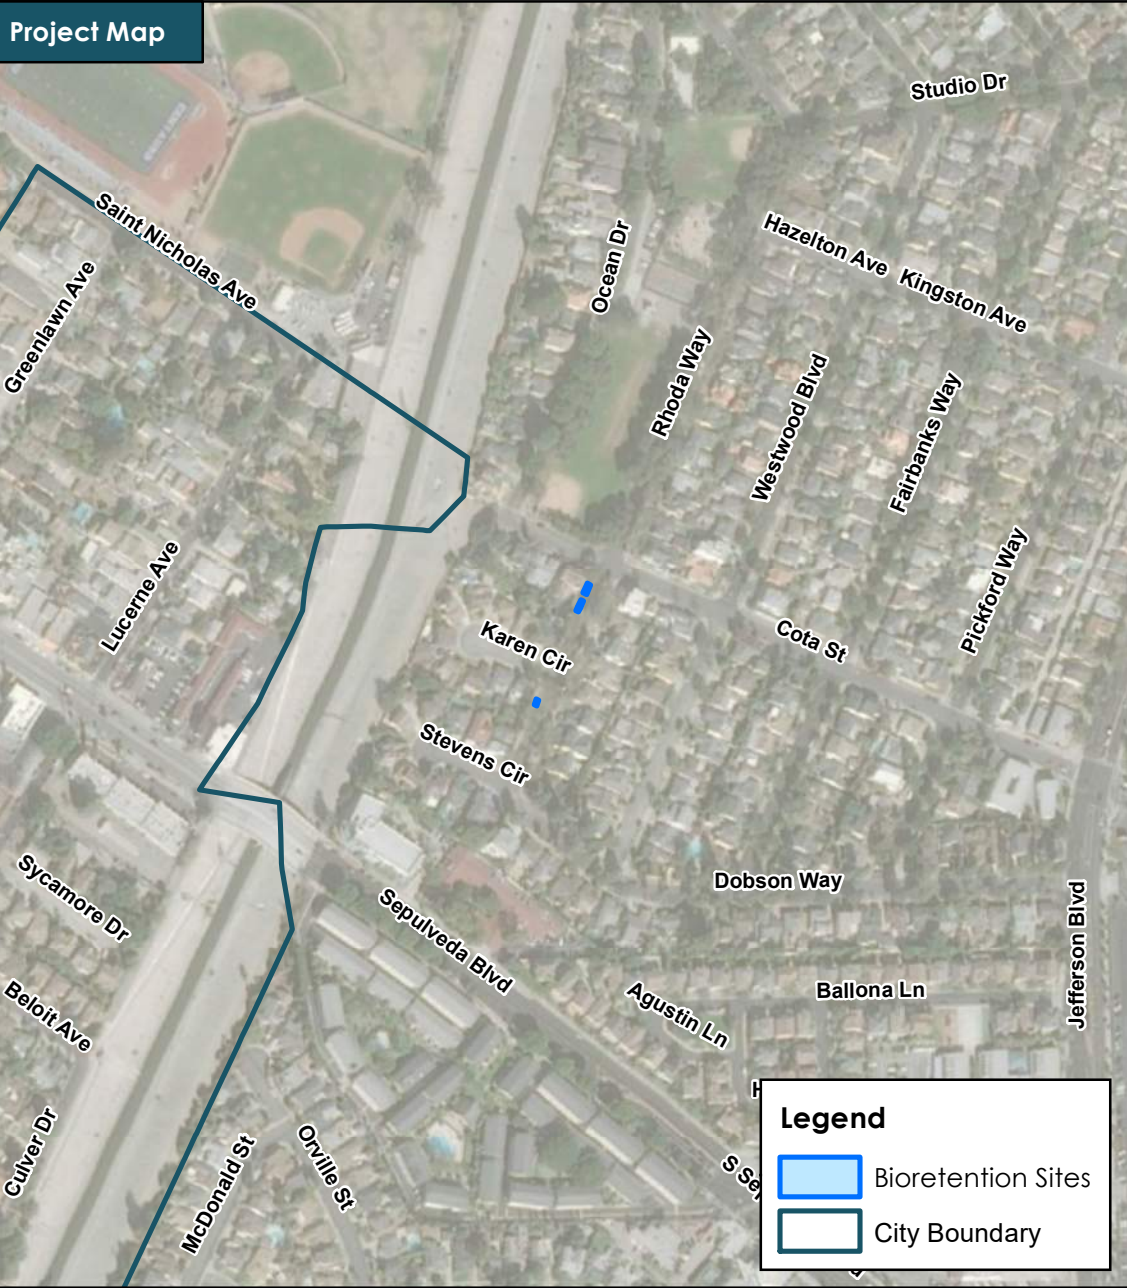 Project Map
Studio Dr
Saint Nicholas Ave
Hazelton Ave
Kingston Ave
Ocean Dr
Greenlawn Ave
Rhoda Way
Westwood Blvd
Fairbanks Way
Pickford Way
Lucerne Ave
Karen Cir
Cota St
Stevens Cir
Sycamore Dr
Dobson Way
Sepulveda Blvd
Jefferson Blvd
Beloit Ave
Agustin Ln
Ballona Ln
Culver Dr
McDonald St
Orville St
H
S Se
Legend
Bioretention Sites
City Boundary